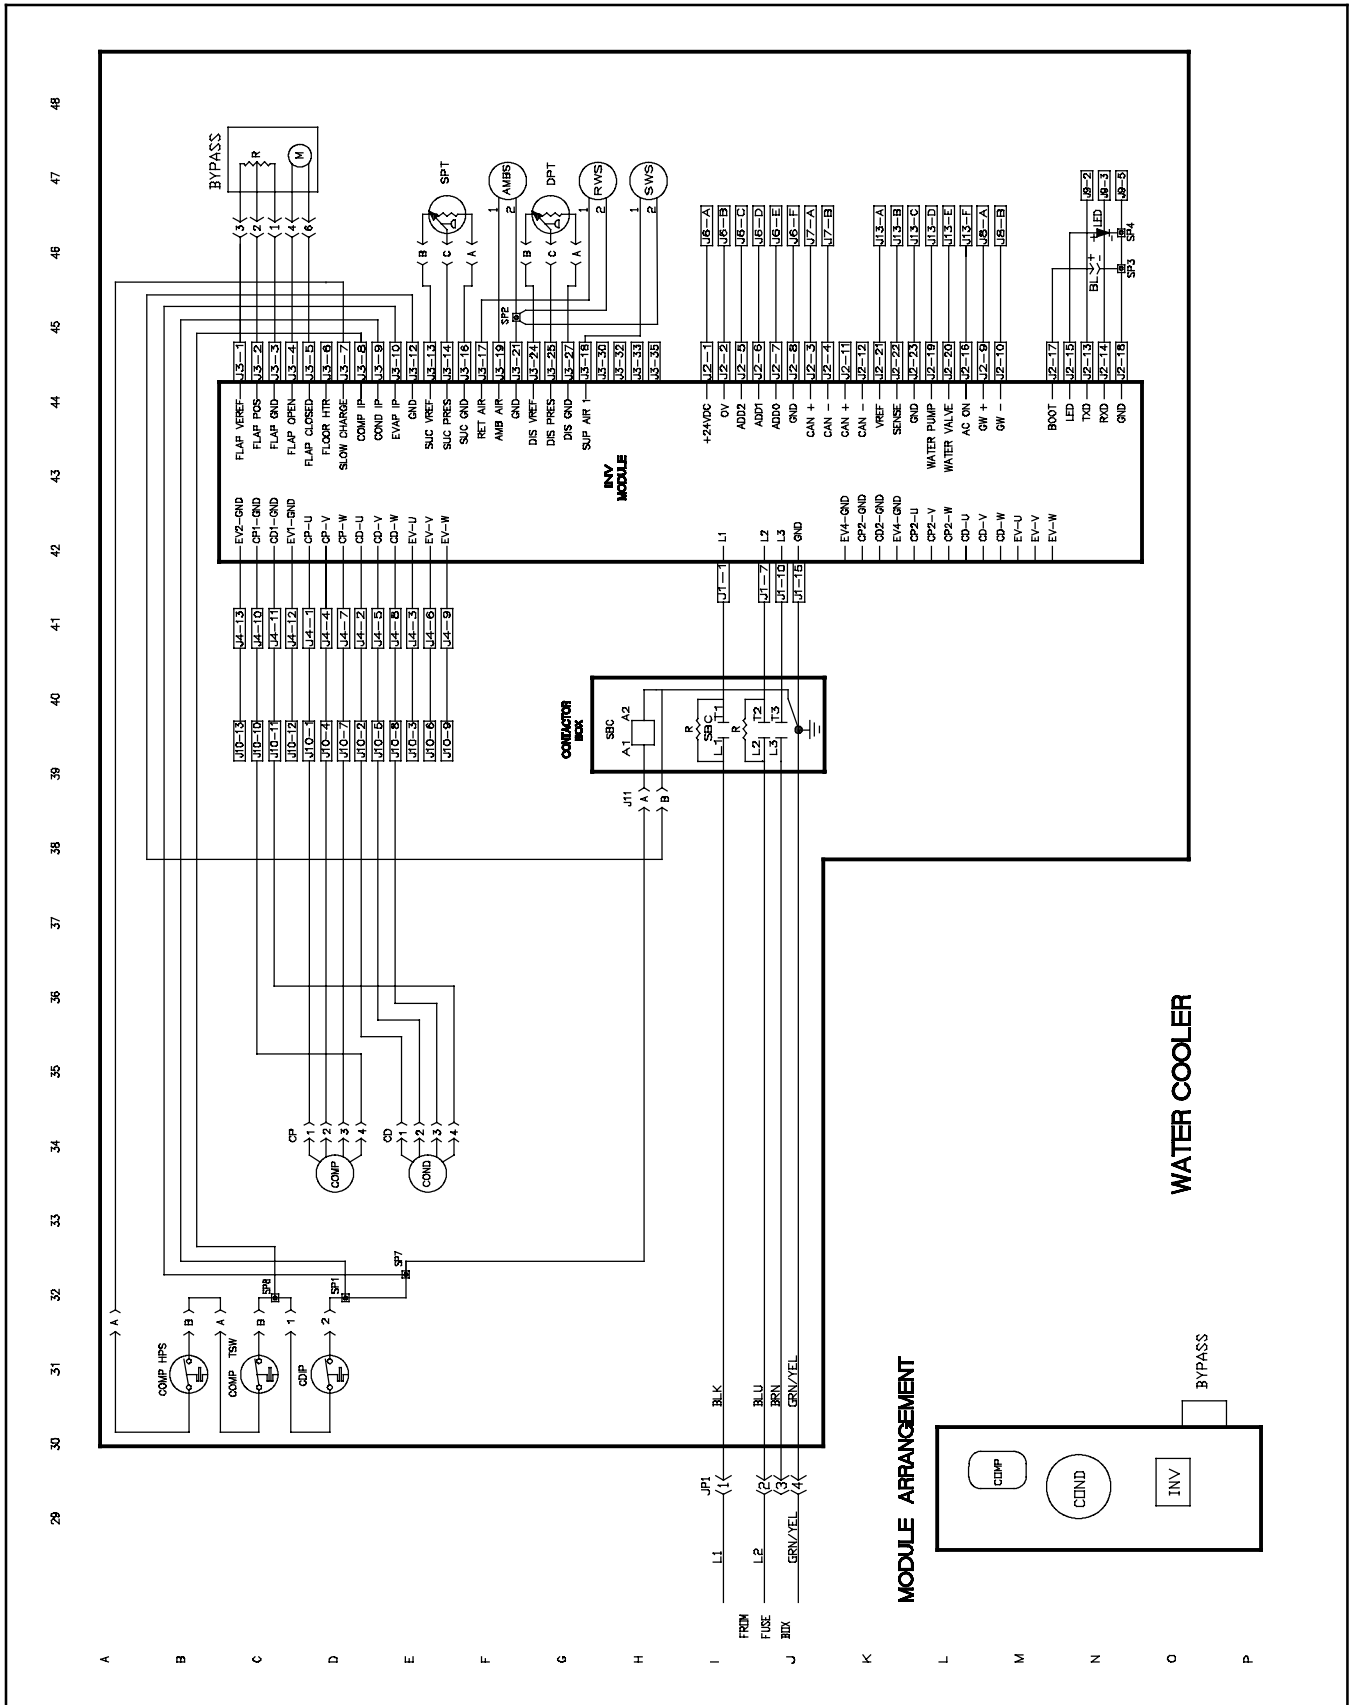 48
47
46
45
44
43
42
41
40
39
38
37
36
35
34
33
32
31
30
29
A
B
C
D
E
F
G
H
I
J
K
L
M
N
O
P
BYPASS
R
M
3
2
1
4
6
SPT
B
C
A
AMBS
1
2
DPT
B
C
A
RWS
1
2
SWS
1
2
SP2
J6-A
J6-B
J6-C
J6-D
J6-E
J6-F
J7-A
J7-B
J13-A
J13-B
J13-C
J13-D
J13-E
J13-F
J8-A
J8-B
J9-2
J9-3
J9-5
LED
+
-
BL
+
-
SP4
SP3
J3-1
J3-2
J3-3
J3-4
J3-5
J3-6
J3-7
J3-8
J3-9
J3-10
J3-12
J3-13
J3-14
J3-16
J3-17
J3-19
J3-21
J3-24
J3-25
J3-27
J3-18
J3-30
J3-32
J3-33
J3-35
J2-1
J2-2
J2-5
J2-6
J2-7
J2-8
J2-3
J2-4
J2-11
J2-12
J2-21
J2-22
J2-23
J2-19
J2-20
J2-16
J2-9
J2-10
J2-17
J2-15
J2-13
J2-14
J2-18
FLAP VEREF
FLAP POS
FLAP GND
FLAP OPEN
FLAP CLOSED
FLOOR HTR
SLOW CHARGE
COMP IP
COND IP
EVAP IP
GND
SUC VREF
SUC PRES
SUC GND
RET AIR
AMB AIR
GND
DIS VREF
DIS PRES
DIS GND
SUP AIR 1
+24VDC
0V
ADD2
ADD1
ADD0
GND
CAN +
CAN -
CAN +
CAN -
VREF
SENSE
GND
WATER PUMP
WATER VALVE
AC ON
GW +
GW -
BOOT
LED
TXD
RXD
GND
INV
MODULE
EV2-GND
CP1-GND
CD1-GND
EV1-GND
CP-U
CP-V
CP-W
CD-U
CD-V
CD-W
EV-U
EV-V
EV-W
L1
L2
L3
GND
EV4-GND
CP2-GND
CD2-GND
EV4-GND
CP2-U
CP2-V
CP2-W
CD-U
CD-V
CD-W
EV-U
EV-V
EV-W
J4-13
J4-10
J4-11
J4-12
J4-1
J4-4
J4-7
J4-2
J4-5
J4-8
J4-3
J4-6
J4-9
J1-1
J1-7
J1-10
J1-15
J10-13
J10-10
J10-11
J10-12
J10-1
J10-4
J10-7
J10-2
J10-5
J10-8
J10-3
J10-6
J10-9
CONTACTOR
BOX
SBC
A1 A2
R
SBC
L1 T1
R
L2 T2
L3 T3
J11
A
B
CP
1
2
3
4
COMP
CD
1
2
3
4
COND
SP8
SP1
SP7
A
B
A
B
1
2
COMP HPS
COMP TSW
CDIP
BLK
BLU
BRN
GRN/YEL
JP1
1
2
3
4
L1
L2
GRN/YEL
FROM
FUSE
BOX
WATER COOLER
MODULE ARRANGEMENT
COMP
COND
INV
BYPASS